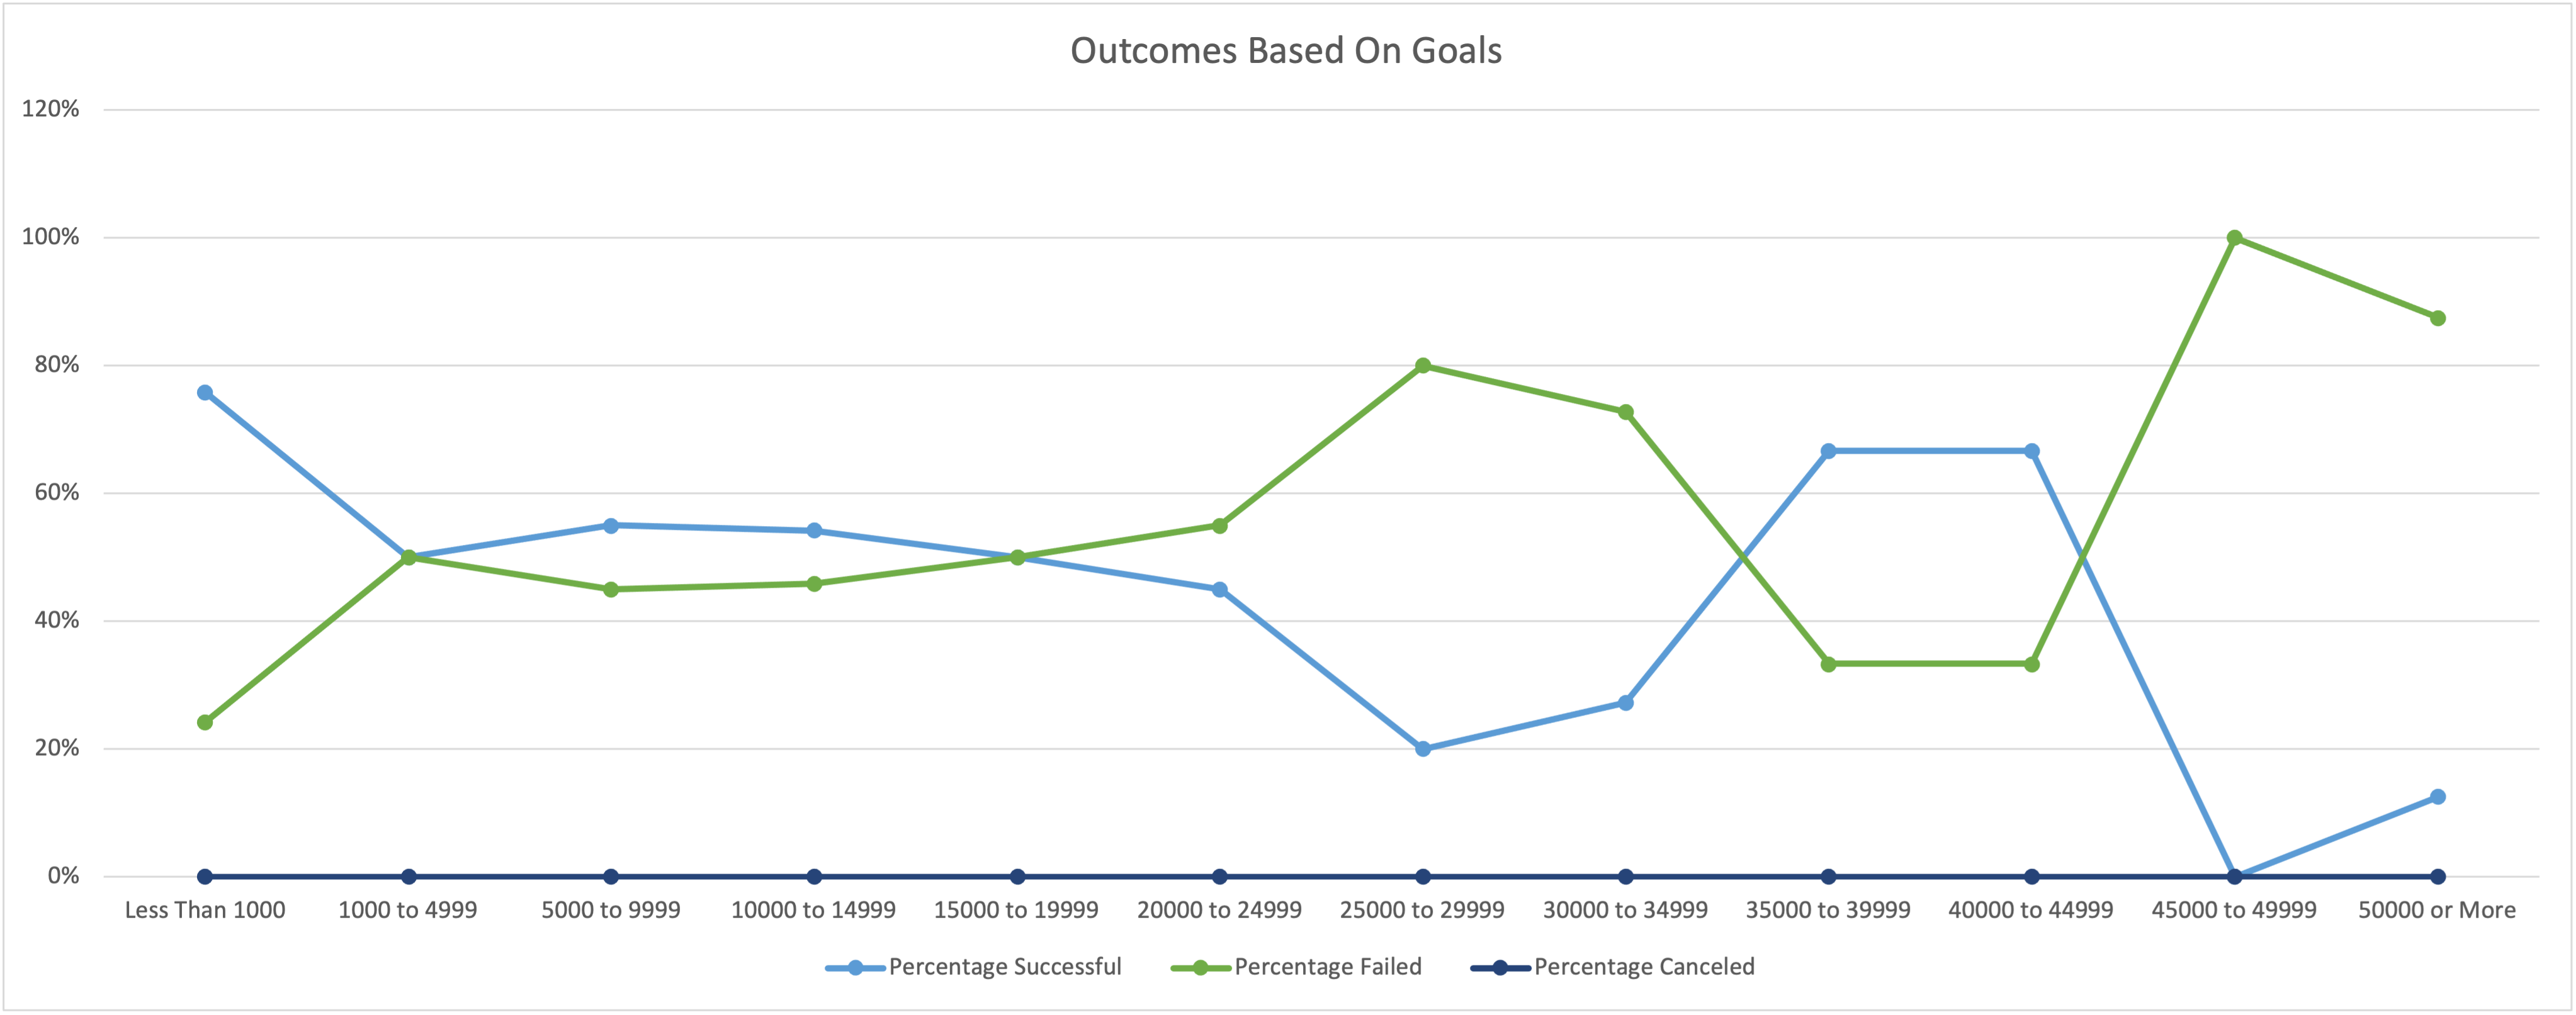 Outcomes Based On Goals
120%
100%
80%
60%
40%
20%
0%
Less Than 1000 1000 to 4999 5000 to 9999 10000 to 14999 15000 to 19999 20000 to 24999 25000 to 29999 30000 to 34999 35000 to 39999 40000 to 44999 45000 to 49999 50000 or More
Percentage Successful Percentage Failed Percentage Canceled